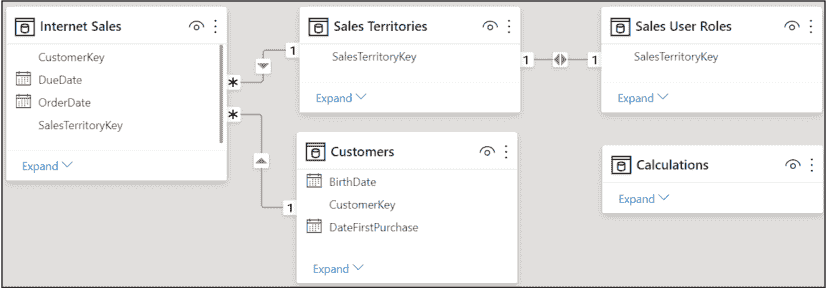 Internet Sales
CustomerKey
DueDate
OrderDate
SalesTerritoryKey
Expand
*
*
1
1
Sales Territories
SalesTerritoryKey
Expand
1
1
Sales User Roles
SalesTerritoryKey
Expand
Customers
BirthDate
CustomerKey
DateFirstPurchase
Expand
Calculations
Expand